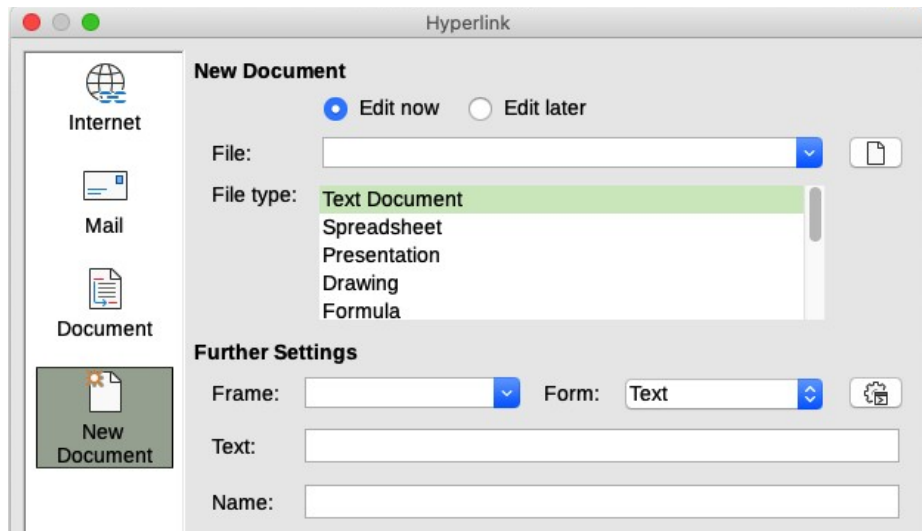 Hyperlink
Internet
Mail
Document
New
Document
New Document
Edit now Edit later
File:
File type: Text Document
Spreadsheet
Presentation
Drawing
Formula
Further Settings
Frame: Form: Text
Text:
Name: